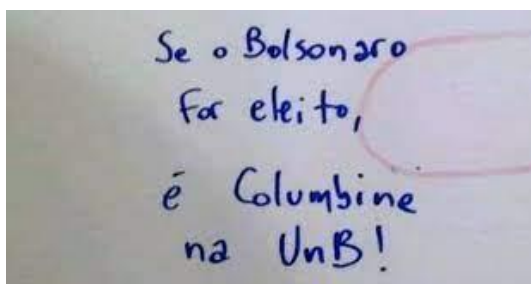 Se o Bolsonaro
for eleito,
é Columbine
na UnB!